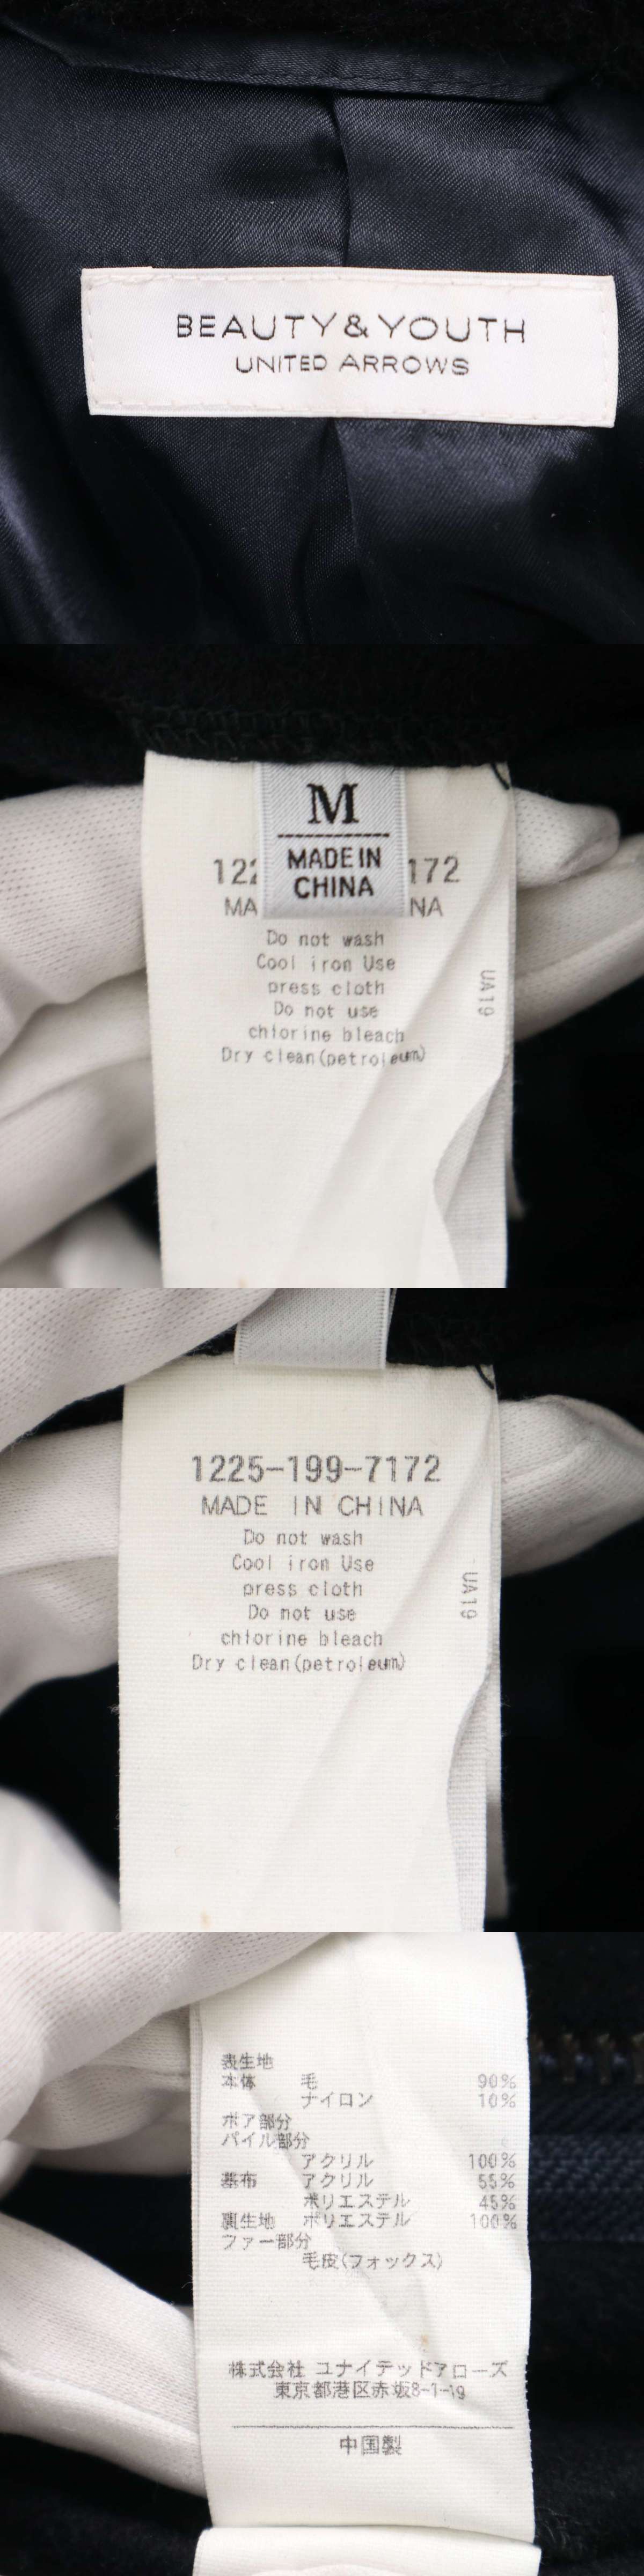 BEAUTY&YOUTH
UNITED ARROWS
M
MADE IN
CHINA
122 172
MA NA
Do not wash
Cool iron Use
press cloth
Do not use
chlorine bleach
Dry clean(petroleum)
UA19
1225-199-7172
MADE IN CHINA
Do not wash
Cool iron Use
press cloth
Do not use
chlorine bleach
Dry clean(petroleum)
UA19
表生地
本体 毛 90%
ナイロン 10%
ボア部分
パイル部分
アクリル 100%
基布 アクリル 55%
ポリエステル 45%
裏生地 ポリエステル 100%
ファー部分
毛皮(フォックス)
株式会社 ユナイテッドアローズ
東京都港区赤坂8-1-19
中国製